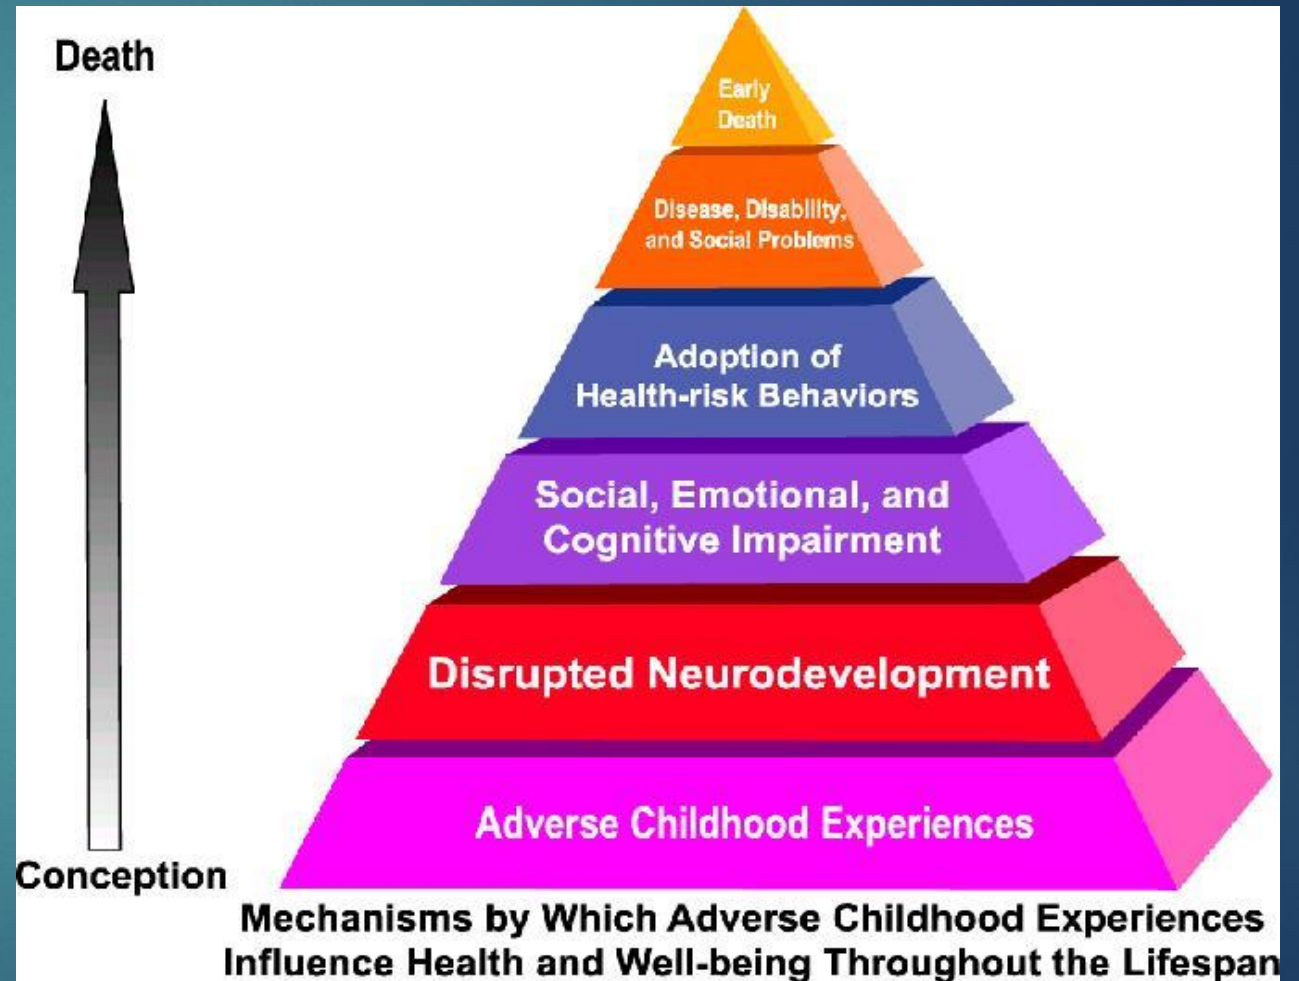 Death
Early
Death
Disease, Disability,
and Social Problems
Adoption of
Health-risk Behaviors
Social, Emotional, and
Cognitive Impairment
Disrupted Neurodevelopment
Adverse Childhood Experiences
Conception
Mechanisms by Which Adverse Childhood Experiences
Influence Health and Well-being Throughout the Lifespan